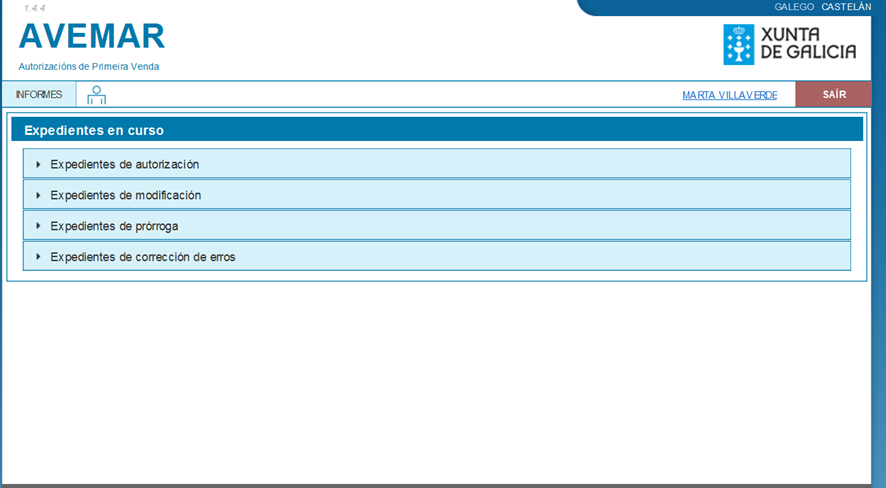 1.4.4
GALEGO CASTELÁN
AVEMAR
Autorizacións de Primeira Venda
XUNTA
DE GALICIA
INFORMES
MARTA VILLAVERDE
SAÍR
Expedientes en curso
Expedientes de autorización
Expedientes de modificación
Expedientes de prórroga
Expedientes de corrección de erros